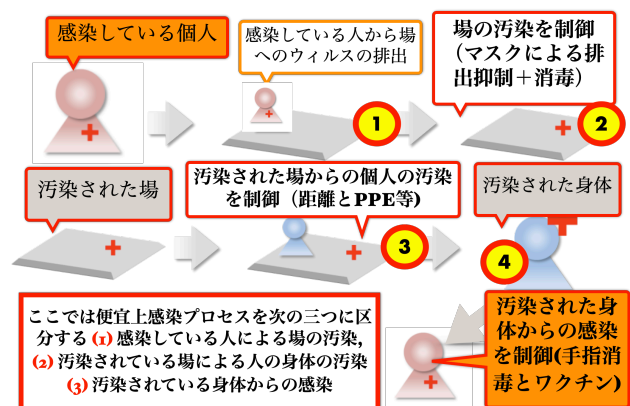 感染している個人
感染している人から場
へのウィルスの排出
場の汚染を制御
（マスクによる排
出抑制＋消毒）
1
2
汚染された場
汚染された場からの個人の汚染
を制御（距離とPPE等)
汚染された身体
3
4
ここでは便宜上感染プロセスを次の三つに区
分する (1) 感染している人による場の汚染,
(2) 汚染されている場による人の身体の汚染
(3) 汚染されている身体からの感染
汚染された身
体からの感染
を制御(手指消
毒とワクチン)